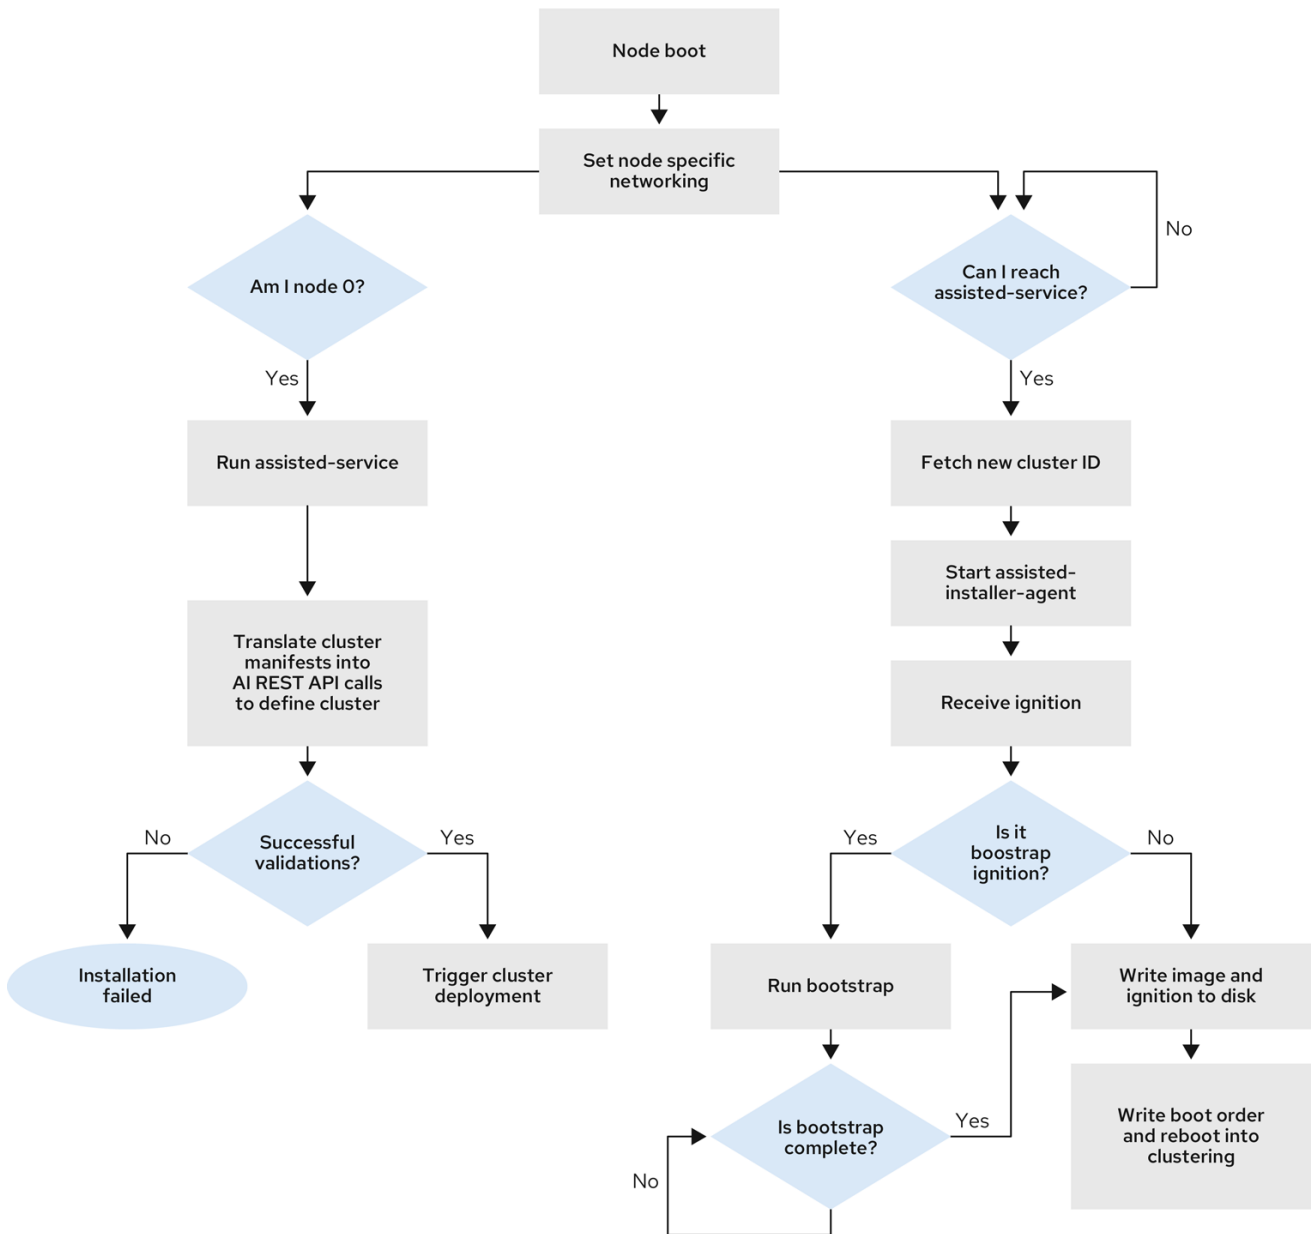 Node boot
Set node specific
networking
No
Am I node 0?
Can I reach
assisted-service?
Yes
Yes
Run assisted-service
Fetch new cluster ID
Start assisted-
installer-agent
Translate cluster
manifests into
AI REST API calls
to define cluster
Receive ignition
No
Successful
validations?
Yes
Yes
Is it
boostrap
ignition?
No
Installation
failed
Trigger cluster
deployment
Run bootstrap
Write image and
ignition to disk
Is bootstrap
complete?
Yes
No
Write boot order
and reboot into
clustering